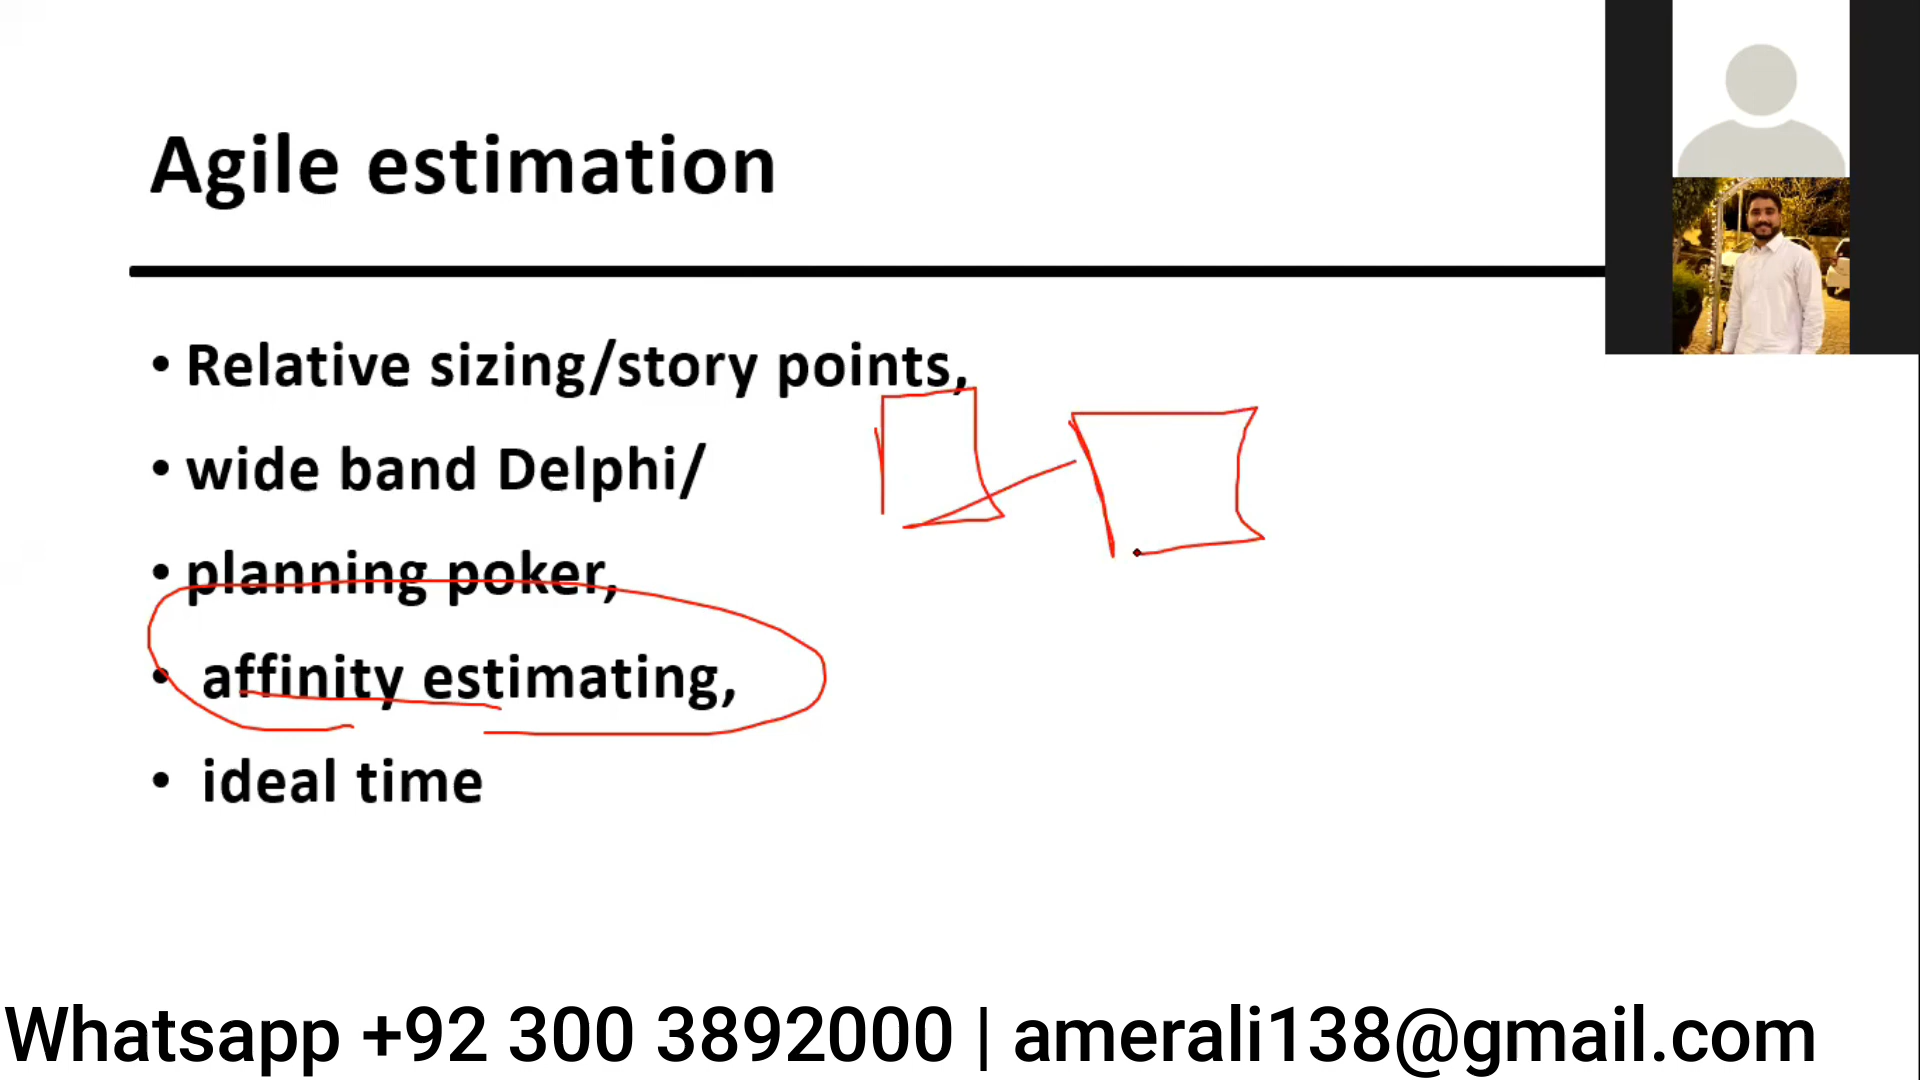 Agile estimation
• Relative sizing/story points,
• wide band Delphi/
• planning poker,
• affinity estimating,
• ideal time
Whatsapp +92 300 3892000 | amerali138@gmail.com